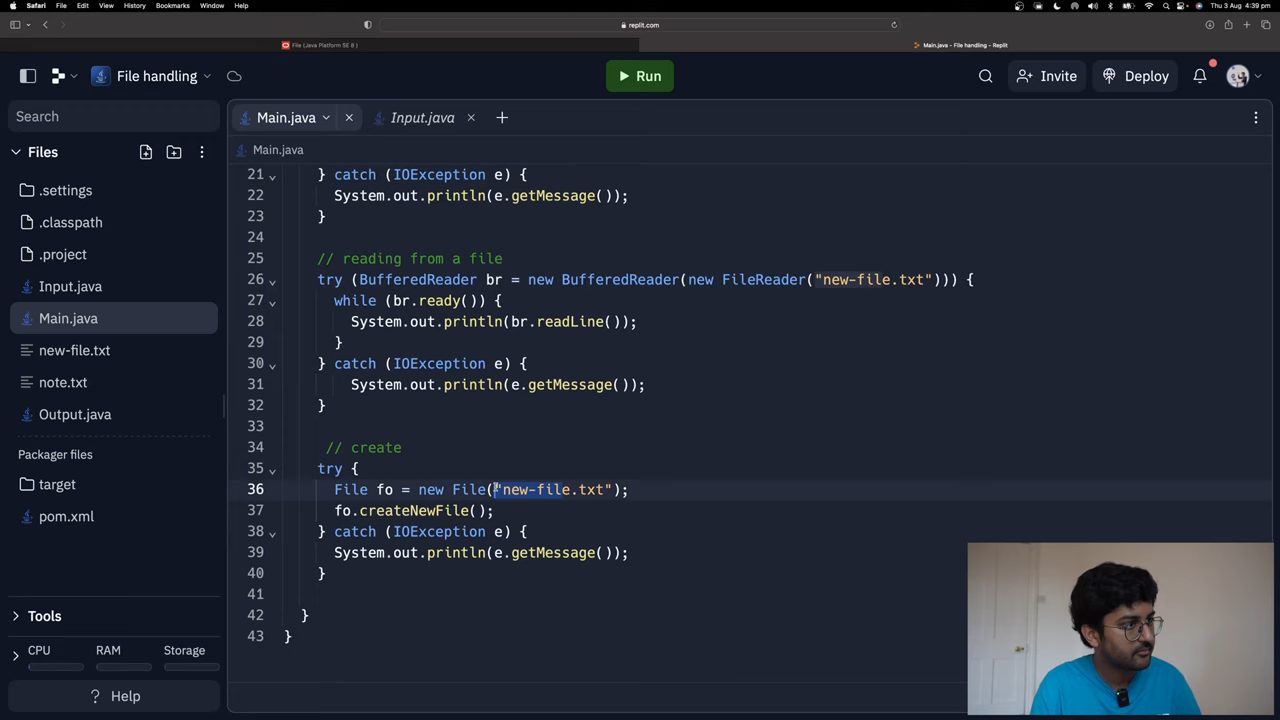 Safari File Edit View History Bookmarks Window Help Thu 3 Aug 4:39 pm
replit.com
File (Java Platform SE 8 ) Main.java - File handling - Replit
File handling Run Invite Deploy
Search
Main.java Input.java
Files
Main.java
.settings
.classpath
.project
Input.java
Main.java
new-file.txt
note.txt
Output.java
Packager files
target
pom.xml
Tools
CPU RAM Storage
? Help
21 } catch (IOException e) {
22 System.out.println(e.getMessage());
23 }
24
25 // reading from a file
26 try (BufferedReader br = new BufferedReader(new FileReader("new-file.txt"))) {
27 while (br.ready()) {
28 System.out.println(br.readLine());
29 }
30 } catch (IOException e) {
31 System.out.println(e.getMessage());
32 }
33
34 // create
35 try {
36 File fo = new File("new-file.txt");
37 fo.createNewFile();
38 } catch (IOException e) {
39 System.out.println(e.getMessage());
40 }
41
42 }
43 }